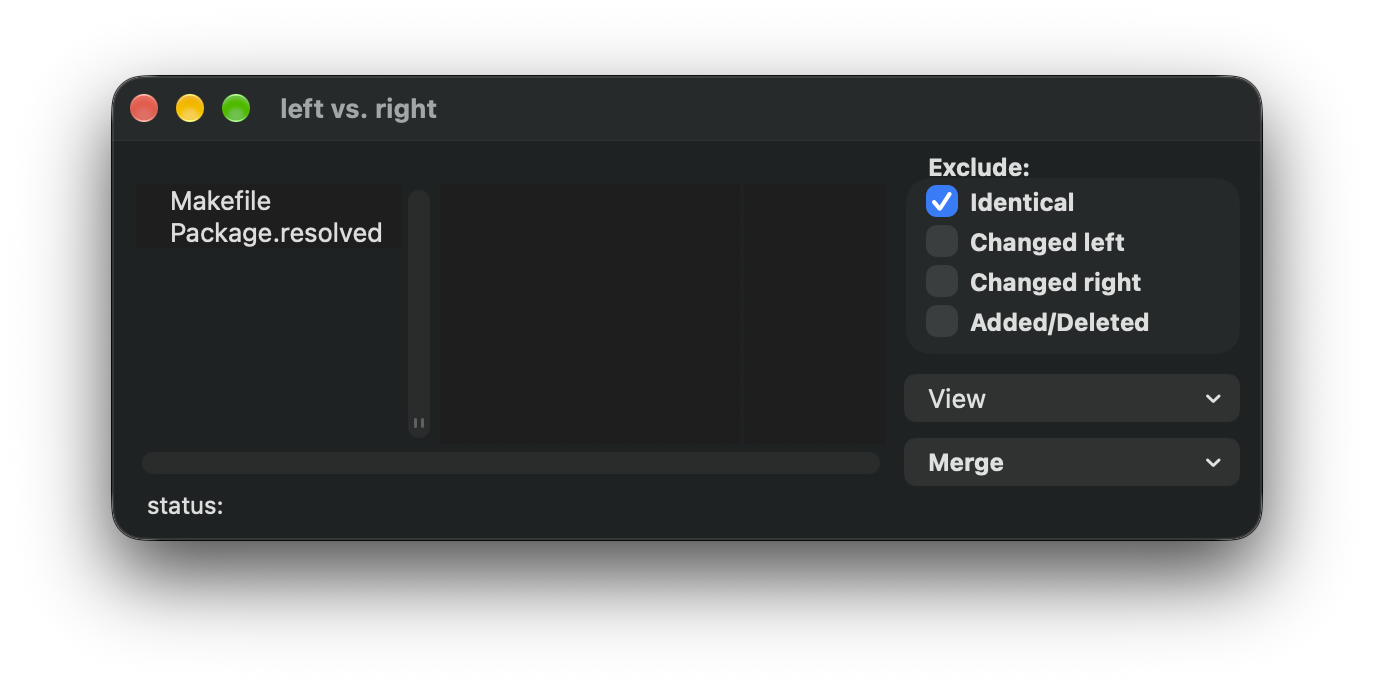 left vs. right
Makefile
Package.resolved
Exclude:
Identical
Changed left
Changed right
Added/Deleted
View
Merge
status: